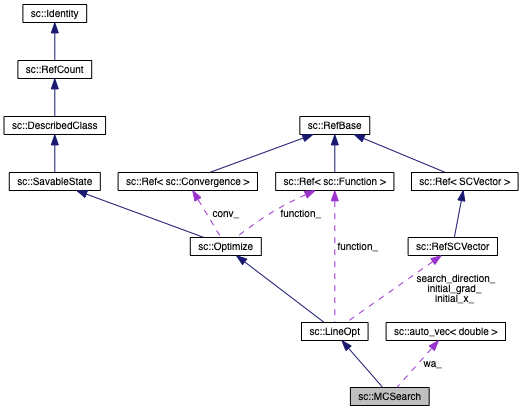 sc::Identity
sc::RefCount
sc::DescribedClass
sc::RefBase
sc::SavableState
sc::Ref< sc::Convergence >
sc::Ref< sc::Function >
sc::Ref< SCVector >
conv_
function_
sc::Optimize
function_
sc::RefSCVector
search_direction_
initial_grad_
initial_x_
sc::LineOpt
sc::auto_vec< double >
wa_
sc::MCSearch